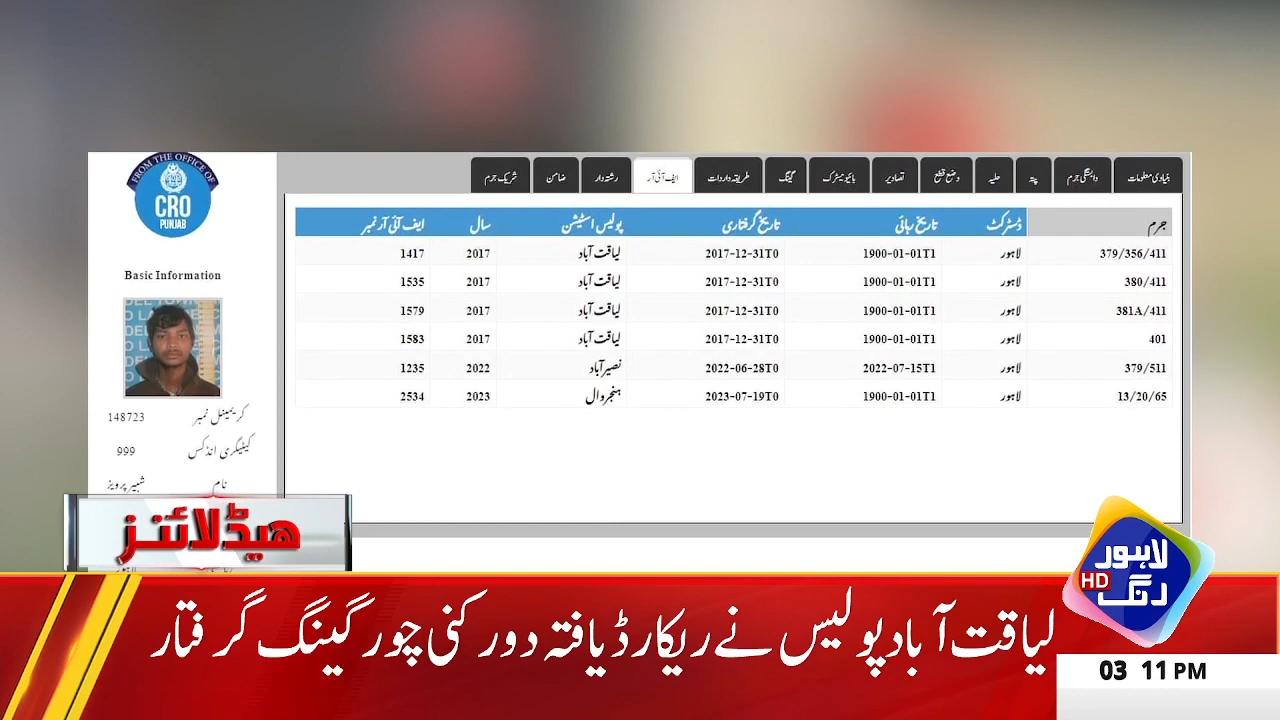 FROM THE OFFICE OF
CRO
PUNJAB
Basic Information
کریمینل نمبر 148723
کیٹیگری انڈکس 999
نام شبیر پرویز
بنیادی معلومات وابستگی جرم پتہ حلیہ وضع قطع تصاویر بائیو میٹرک گینگ طریقہ واردات ایف آئی آر رشتہ دار ضامن شریک جرم
جرم ڈسٹرکٹ تاریخ رہائی تاریخ گرفتاری پولیس اسٹیشن سال ایف آئی آر نمبر
379/356/411 لاہور 1900-01-01T1 2017-12-31T0 لیاقت آباد 2017 1417
380/411 لاہور 1900-01-01T1 2017-12-31T0 لیاقت آباد 2017 1535
381A/411 لاہور 1900-01-01T1 2017-12-31T0 لیاقت آباد 2017 1579
401 لاہور 1900-01-01T1 2017-12-31T0 لیاقت آباد 2017 1583
379/511 لاہور 2022-07-15T1 2022-06-28T0 نصیر آباد 2022 1235
13/20/65 لاہور 1900-01-01T1 2023-07-19T0 ہنجروال 2023 2534
ہیڈلائنز
لاہور
HD رنگ
لیاقت آباد پولیس نے ریکارڈ یافتہ دور کنی چور گینگ گرفتار
03 11 PM